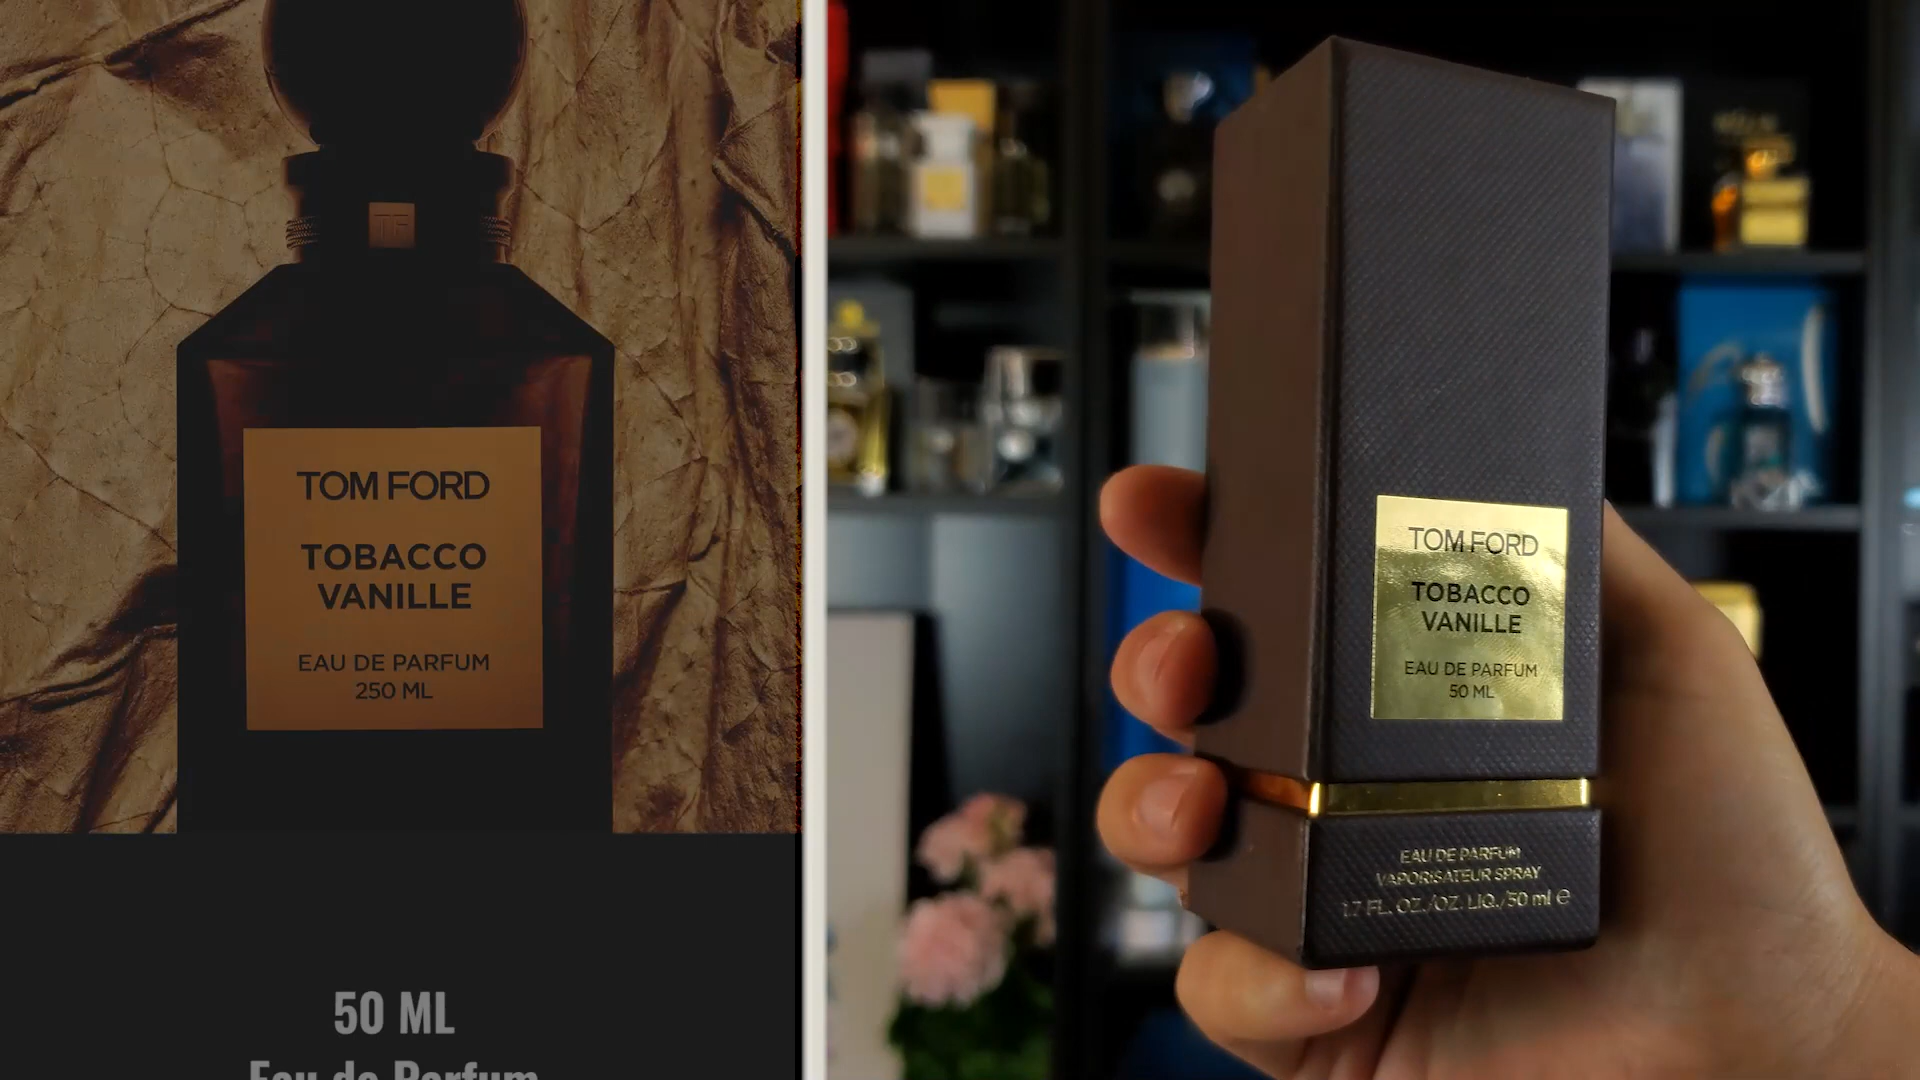 TF
TOM FORD
TOBACCO
VANILLE
EAU DE PARFUM
250 ML
50 ML
Eau de Parfum
TOM FORD
TOBACCO
VANILLE
EAU DE PARFUM
50 ML
EAU DE PARFUM
VAPORISATEUR SPRAY
1.7 FL. OZ./OZ. LIQ./50 ml ℮